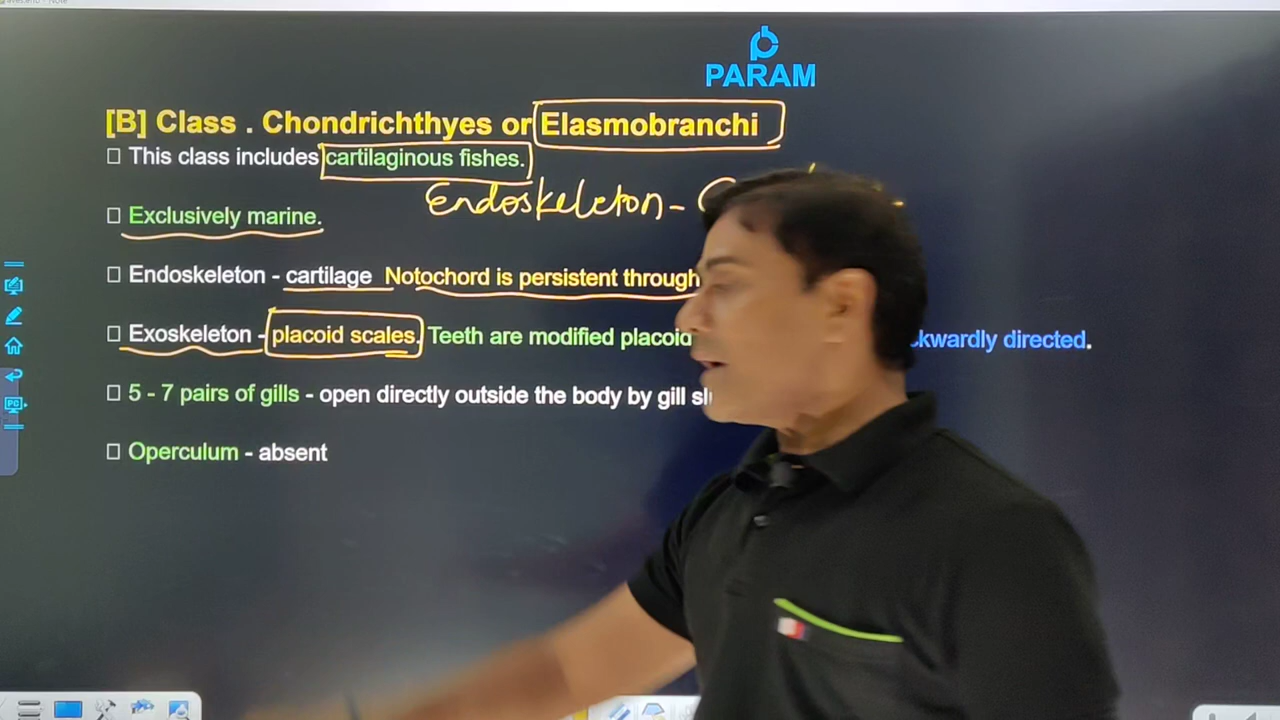 PARAM
[B] Class . Chondrichthyes or Elasmobranchi
This class includes cartilaginous fishes.
Endoskeleton -
Exclusively marine.
Endoskeleton - cartilage Notochord is persistent through
Exoskeleton - placoid scales. Teeth are modified placoid directed.
5 - 7 pairs of gills - open directly outside the body by gill
Operculum - absent